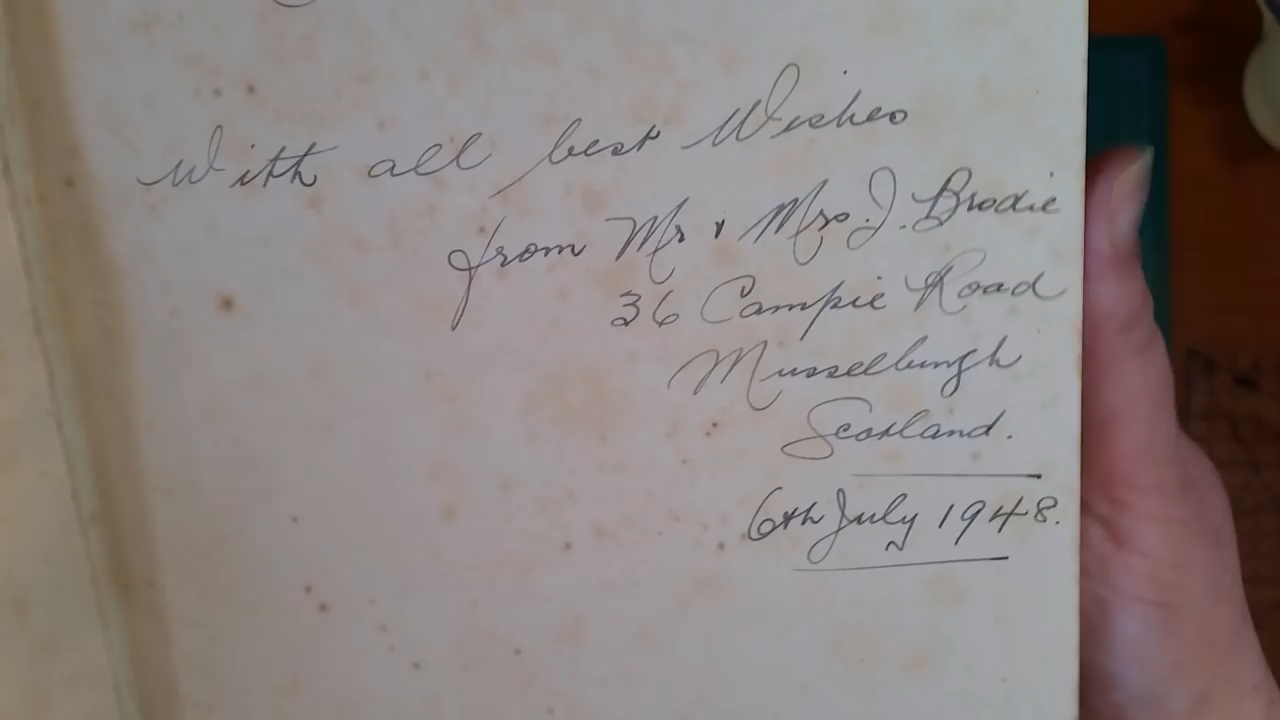 With all best Wishes
from Mr & Mrs. J. Brodie
36 Campie Road
Musselburgh
Scotland.
6th July 1948.